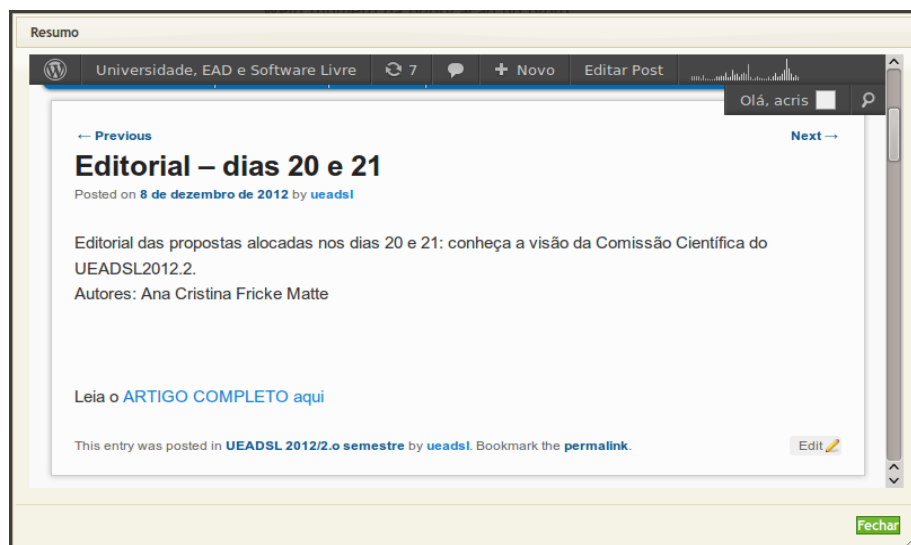 Resumo
Universidade, EAD e Software Livre 7 + Novo Editar Post
Olá, acris
← Previous Next →
Editorial – dias 20 e 21
Posted on 8 de dezembro de 2012 by ueadsl
Editorial das propostas alocadas nos dias 20 e 21: conheça a visão da Comissão Científica do
UEADSL2012.2.
Autores: Ana Cristina Fricke Matte
Leia o ARTIGO COMPLETO aqui
This entry was posted in UEADSL 2012/2.o semestre by ueadsl. Bookmark the permalink. Edit
Fechar